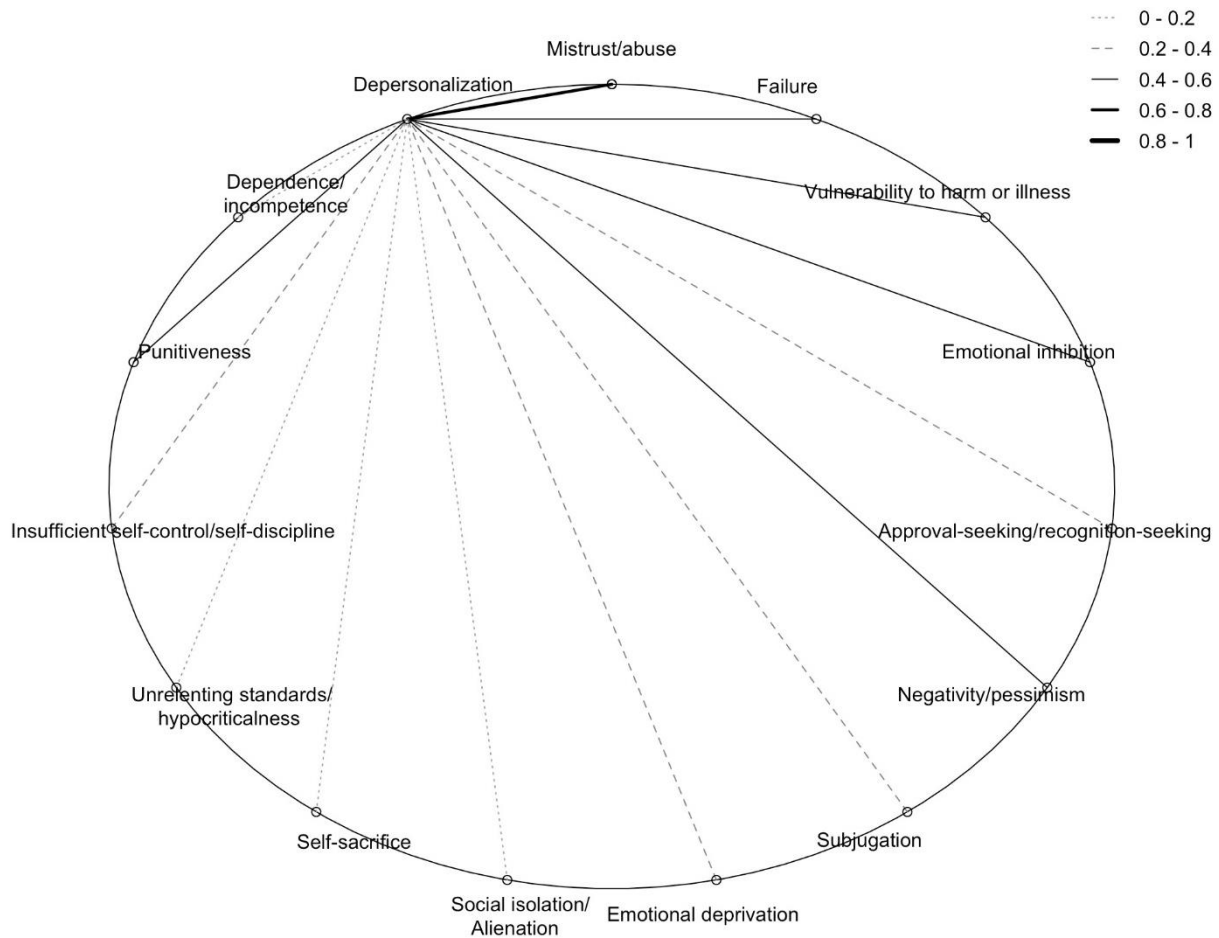 0 - 0.2
0.2 - 0.4
0.4 - 0.6
0.6 - 0.8
0.8 - 1
Mistrust/abuse
Depersonalization
Failure
Dependence/
incompetence
Vulnerability to harm or illness
Punitiveness
Emotional inhibition
Insufficient self-control/self-discipline
Approval-seeking/recognition-seeking
Unrelenting standards/
hypocriticalness
Negativity/pessimism
Self-sacrifice
Subjugation
Social isolation/
Alienation
Emotional deprivation